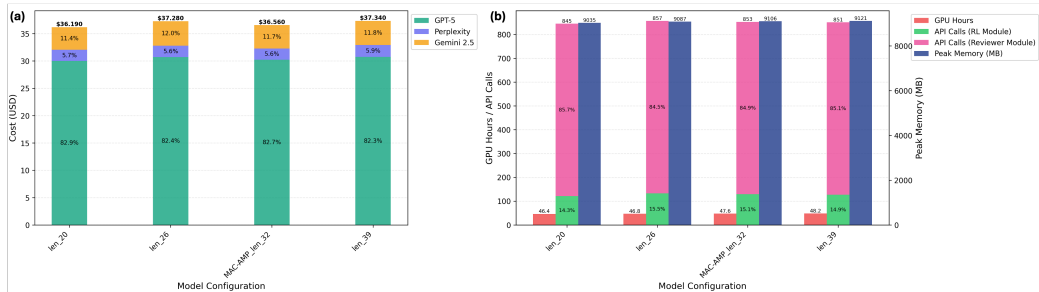 (a)
$36.190
$37.280
$36.560
$37.340
GPT-5
Perplexity
Gemini 2.5
11.4%
12.0%
11.7%
11.8%
5.7%
5.6%
5.6%
5.9%
82.9%
82.4%
82.7%
82.3%
Cost (USD)
35
30
25
20
15
10
5
0
len_20
len_26
MAC-AMP_len_32
len_39
Model Configuration
(b)
845
9035
857
9087
853
9106
851
9121
GPU Hours
API Calls (RL Module)
API Calls (Reviewer Module)
Peak Memory (MB)
85.7%
84.5%
84.9%
85.1%
14.3%
15.5%
15.1%
14.9%
46.4
46.8
47.6
48.2
GPU Hours / API Calls
900
800
700
600
500
400
300
200
100
0
8000
6000
4000
2000
0
Peak Memory (MB)
len_20
len_26
MAC-AMP_len_32
len_39
Model Configuration